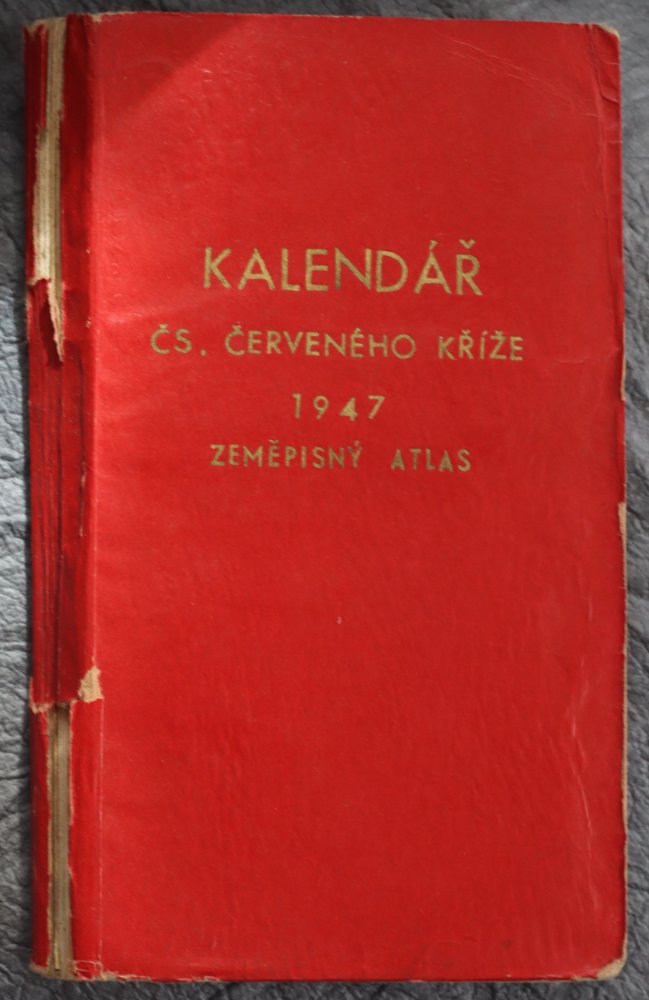 KALENDÁŘ
ČS. ČERVENÉHO KŘÍŽE
1947
ZEMĚPISNÝ ATLAS